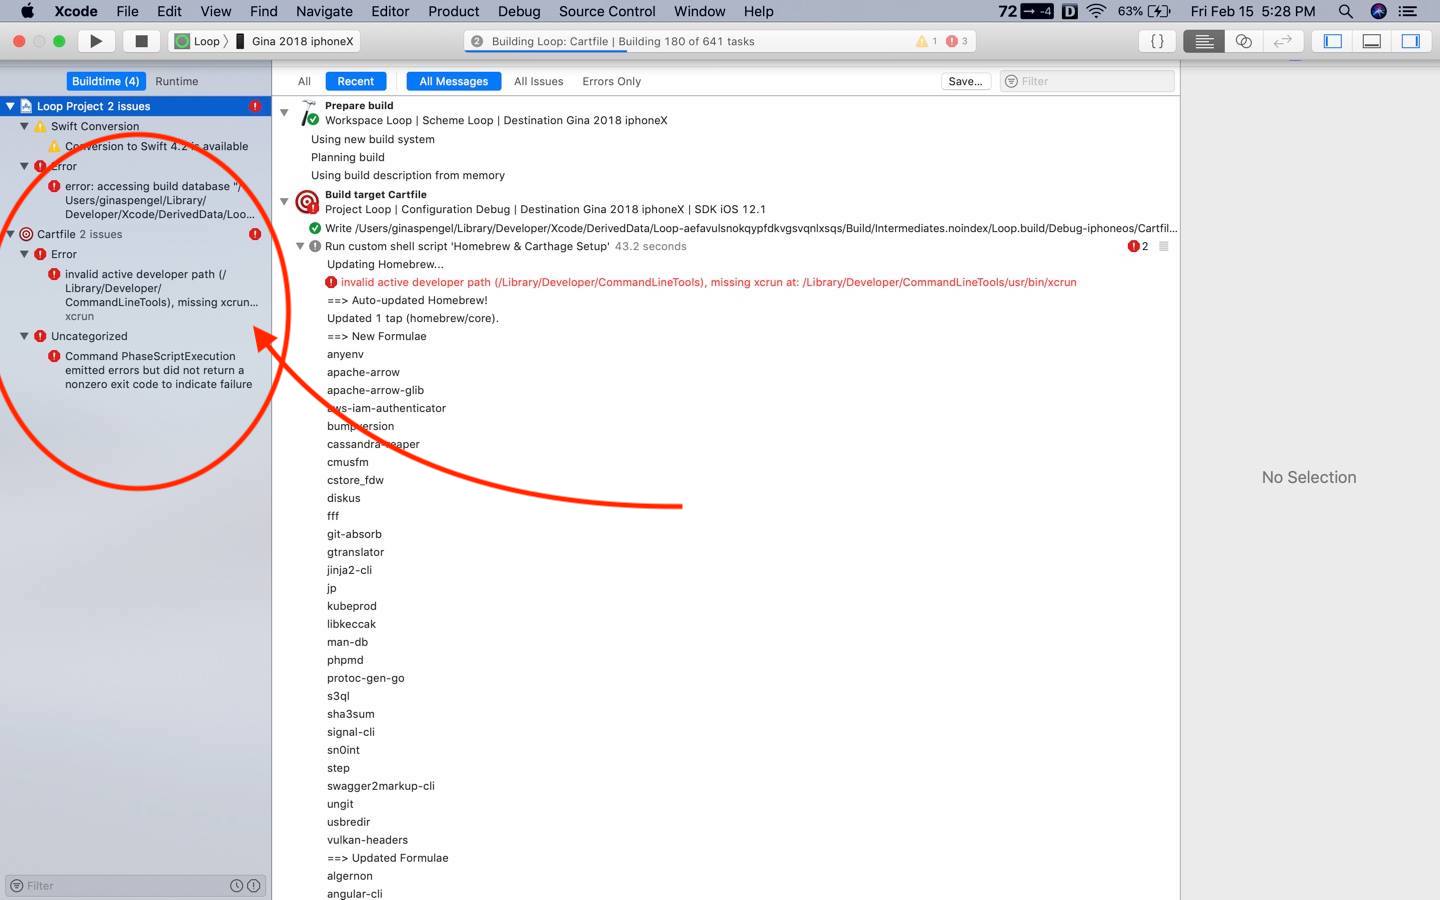 Xcode File Edit View Find Navigate Editor Product Debug Source Control Window Help 72 → -4 D 63% Fri Feb 15 5:28 PM
Loop 〉 Gina 2018 iphoneX
2 Building Loop: Cartfile | Building 180 of 641 tasks 1 3
{ }
Buildtime (4) Runtime
All Recent All Messages All Issues Errors Only Save... Filter
Loop Project 2 issues
Swift Conversion
Conversion to Swift 4.2 is available
Error
error: accessing build database "/
Users/ginaspengel/Library/
Developer/Xcode/DerivedData/Loo...
Cartfile 2 issues
Error
invalid active developer path (/
Library/Developer/
CommandLineTools), missing xcrun...
xcrun
Uncategorized
Command PhaseScriptExecution
emitted errors but did not return a
nonzero exit code to indicate failure
Filter
Prepare build
Workspace Loop | Scheme Loop | Destination Gina 2018 iphoneX
Using new build system
Planning build
Using build description from memory
Build target Cartfile
Project Loop | Configuration Debug | Destination Gina 2018 iphoneX | SDK iOS 12.1
Write /Users/ginaspengel/Library/Developer/Xcode/DerivedData/Loop-aefavulsnokqypfdkvgsvqnlxsqs/Build/Intermediates.noindex/Loop.build/Debug-iphoneos/Cartfil...
Run custom shell script 'Homebrew & Carthage Setup' 43.2 seconds 2
Updating Homebrew...
invalid active developer path (/Library/Developer/CommandLineTools), missing xcrun at: /Library/Developer/CommandLineTools/usr/bin/xcrun
==> Auto-updated Homebrew!
Updated 1 tap (homebrew/core).
==> New Formulae
anyenv
apache-arrow
apache-arrow-glib
aws-iam-authenticator
bumpversion
cassandra-reaper
cmusfm
cstore_fdw
diskus
fff
git-absorb
gtranslator
jinja2-cli
jp
kubeprod
libkeccak
man-db
phpmd
protoc-gen-go
s3ql
sha3sum
signal-cli
sn0int
step
swagger2markup-cli
ungit
usbredir
vulkan-headers
==> Updated Formulae
algernon
angular-cli
No Selection